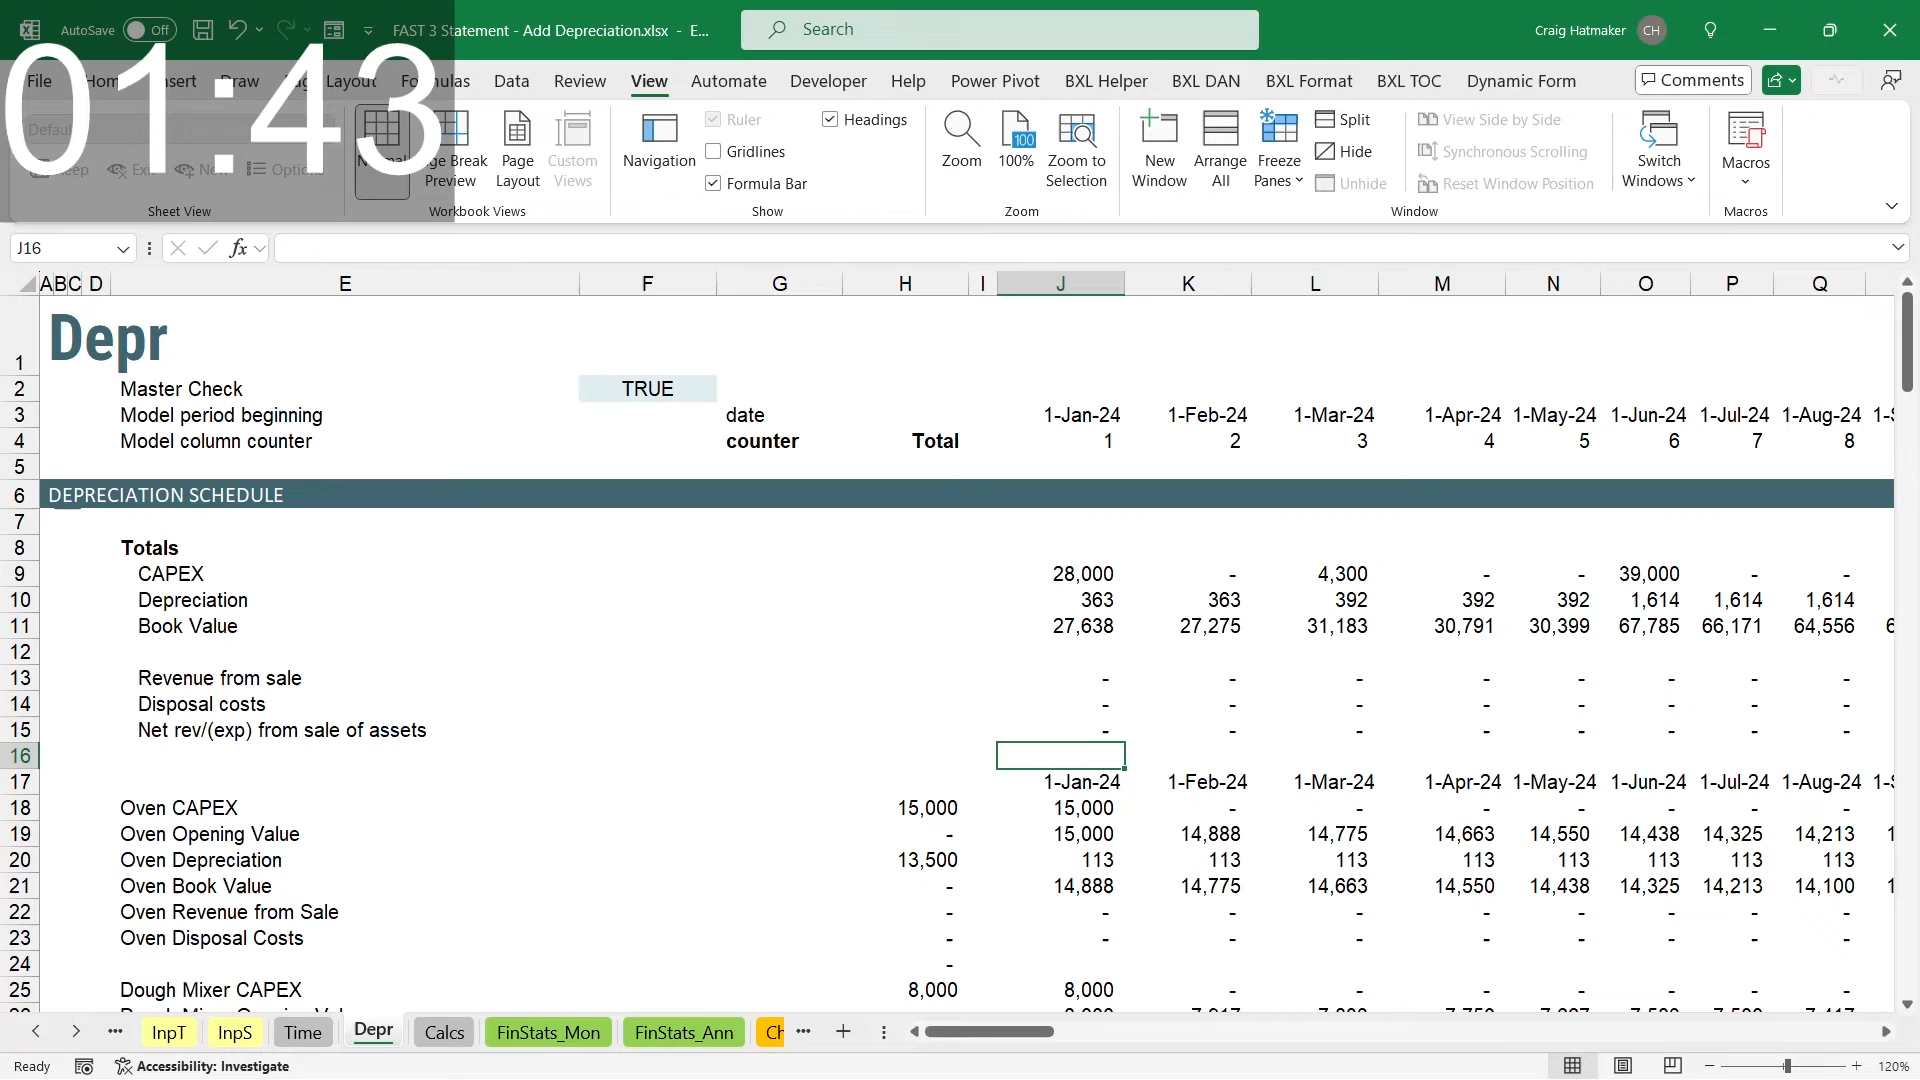 AutoSave Off FAST 3 Statement - Add Depreciation.xlsx - E... Search Craig Hatmaker CH
01:43
File Insert Draw Layout Formulas Data Review View Automate Developer Help Power Pivot BXL Helper BXL DAN BXL Format BXL TOC Dynamic Form Comments
Page Break Preview Page Layout Custom Views
Workbook Views
Sheet View
Navigation Ruler Gridlines Formula Bar Headings
Show
Zoom 100% Zoom to Selection
Zoom
New Window Arrange All Freeze Panes Split Hide Unhide View Side by Side Synchronous Scrolling Reset Window Position Switch Windows
Window
Macros
Macros
J16 fx
A B C D E F G H I J K L M N O P Q
1 Depr
2 Master Check TRUE
3 Model period beginning date 1-Jan-24 1-Feb-24 1-Mar-24 1-Apr-24 1-May-24 1-Jun-24 1-Jul-24 1-Aug-24
4 Model column counter counter Total 1 2 3 4 5 6 7 8
5
6 DEPRECIATION SCHEDULE
7
8 Totals
9 CAPEX 28,000 - 4,300 - - 39,000 - -
10 Depreciation 363 363 392 392 392 1,614 1,614 1,614
11 Book Value 27,638 27,275 31,183 30,791 30,399 67,785 66,171 64,556
12
13 Revenue from sale - - - - - - - -
14 Disposal costs - - - - - - - -
15 Net rev/(exp) from sale of assets - - - - - - - -
16
17 1-Jan-24 1-Feb-24 1-Mar-24 1-Apr-24 1-May-24 1-Jun-24 1-Jul-24 1-Aug-24
18 Oven CAPEX 15,000 15,000 - - - - - - -
19 Oven Opening Value - 15,000 14,888 14,775 14,663 14,550 14,438 14,325 14,213
20 Oven Depreciation 13,500 113 113 113 113 113 113 113 113
21 Oven Book Value - 14,888 14,775 14,663 14,550 14,438 14,325 14,213 14,100
22 Oven Revenue from Sale - - - - - - - - -
23 Oven Disposal Costs - - - - - - - - -
24 -
25 Dough Mixer CAPEX 8,000 8,000 - - - - - - -
InpT InpS Time Depr Calcs FinStats_Mon FinStats_Ann Ch
Ready Accessibility: Investigate 120%